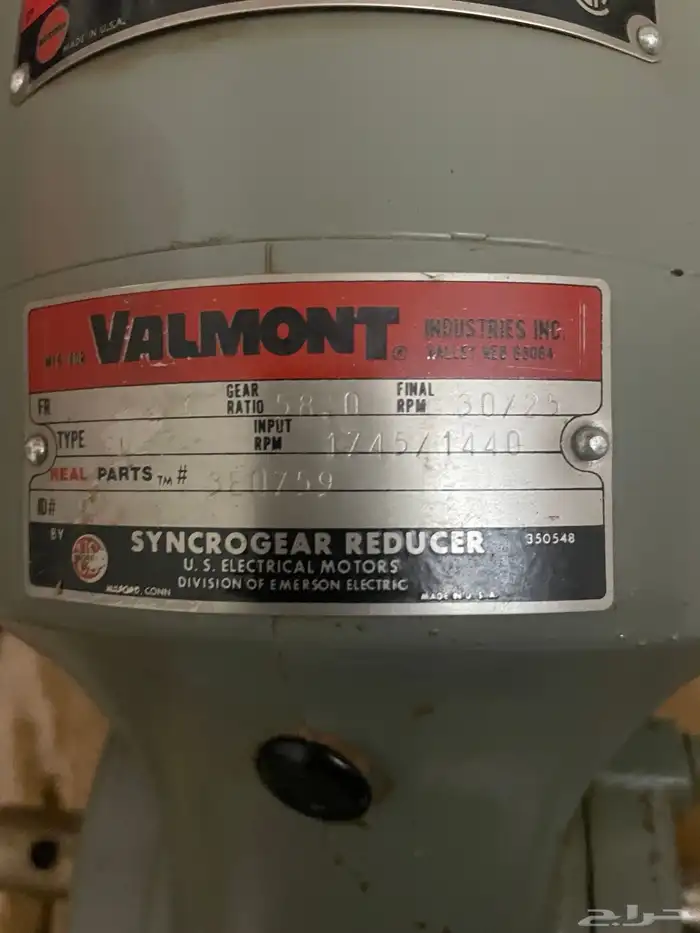 MADE IN U.S.A.
MFG. FOR VALMONT® INDUSTRIES INC.
VALLEY NEB 68064
FR GEAR RATIO 58.0 FINAL RPM 30/25
TYPE INPUT RPM 1745/1440
REAL PARTS TM # 3E0759
ID#
BY SYNCROGEAR REDUCER 350548
U.S. ELECTRICAL MOTORS
DIVISION OF EMERSON ELECTRIC
MILFORD, CONN MADE IN U.S.A.
حراج